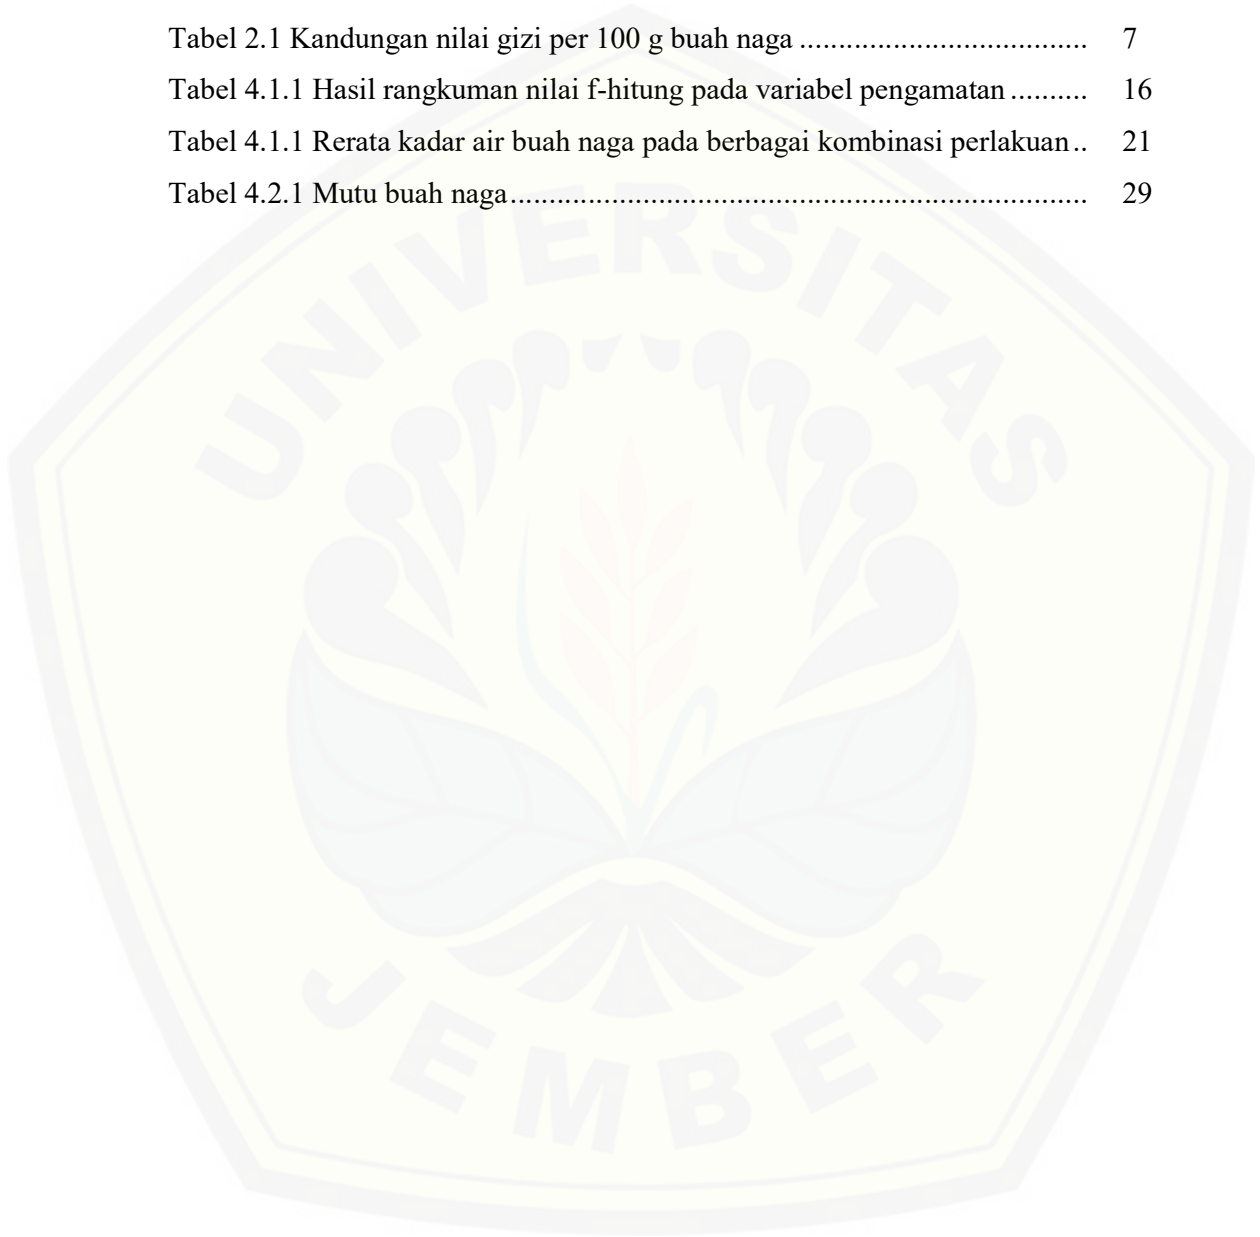 Tabel 2.1 Kandungan nilai gizi per 100 g buah naga ..................................... 7
Tabel 4.1.1 Hasil rangkuman nilai f-hitung pada variabel pengamatan .......... 16
Tabel 4.1.1 Rerata kadar air buah naga pada berbagai kombinasi perlakuan .. 21
Tabel 4.2.1 Mutu buah naga .......................................................................... 29
UNIVERSITAS
JEMBER